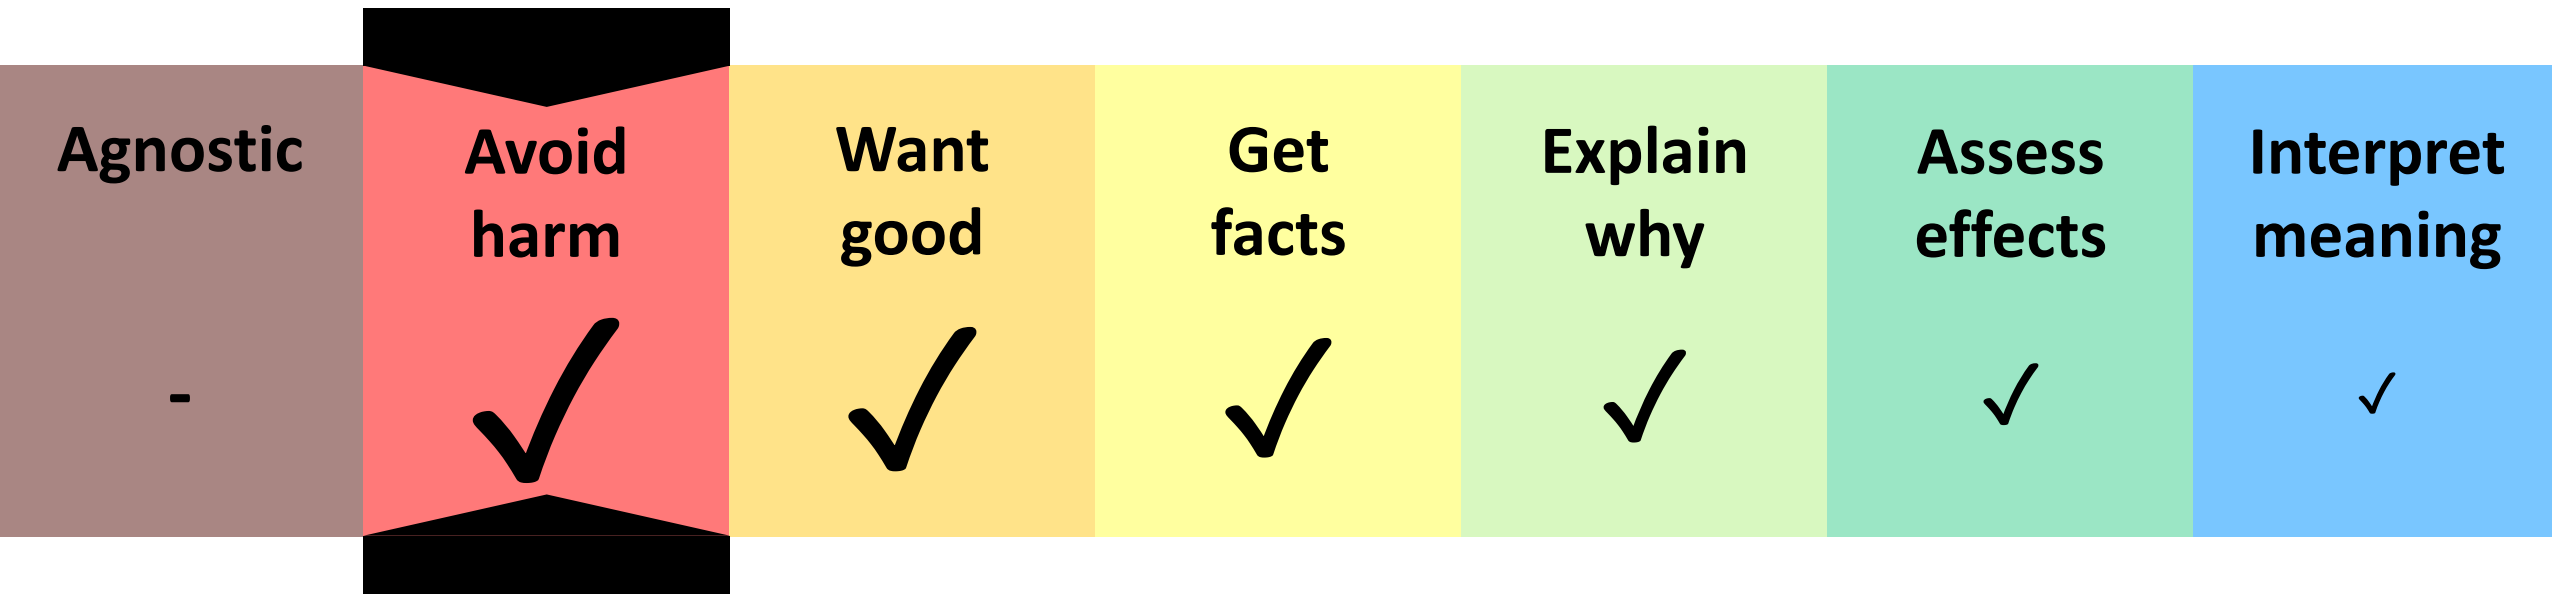 Agnostic
Avoid
harm
Want
good
Get
facts
Explain
why
Assess
effects
Interpret
meaning
-
✓
✓
✓
✓
✓
✓